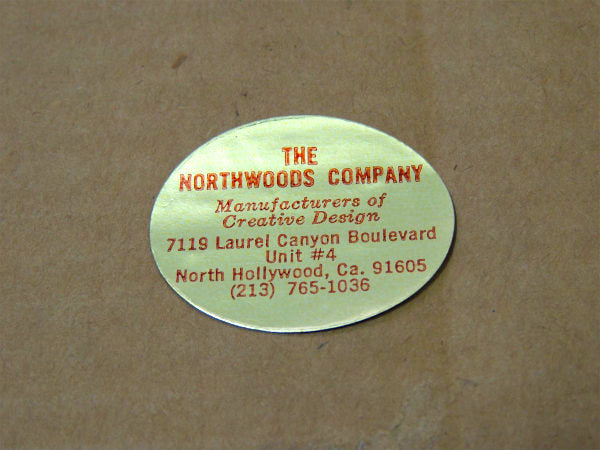 THE
NORTHWOODS COMPANY
Manufacturers of
Creative Design
7119 Laurel Canyon Boulevard
Unit #4
North Hollywood, Ca. 91605
(213) 765-1036